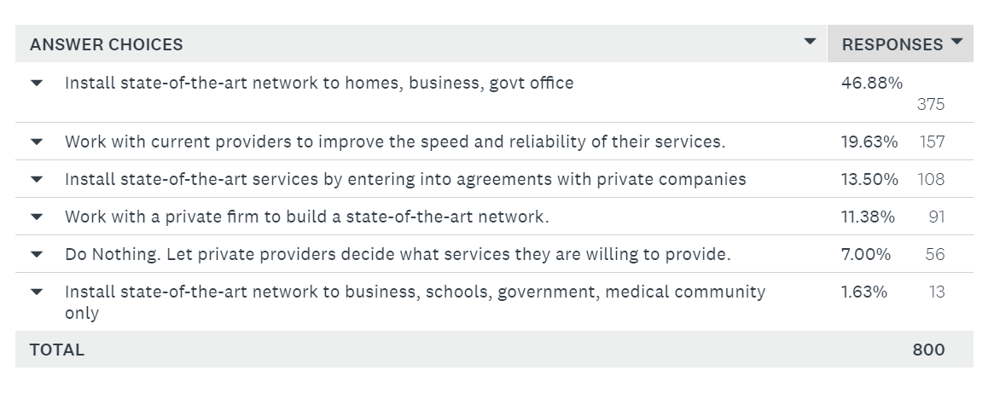 ANSWER CHOICES RESPONSES
Install state-of-the-art network to homes, business, govt office 46.88%
375
Work with current providers to improve the speed and reliability of their services. 19.63% 157
Install state-of-the-art services by entering into agreements with private companies 13.50% 108
Work with a private firm to build a state-of-the-art network. 11.38% 91
Do Nothing. Let private providers decide what services they are willing to provide. 7.00% 56
Install state-of-the-art network to business, schools, government, medical community 1.63% 13
only
TOTAL 800